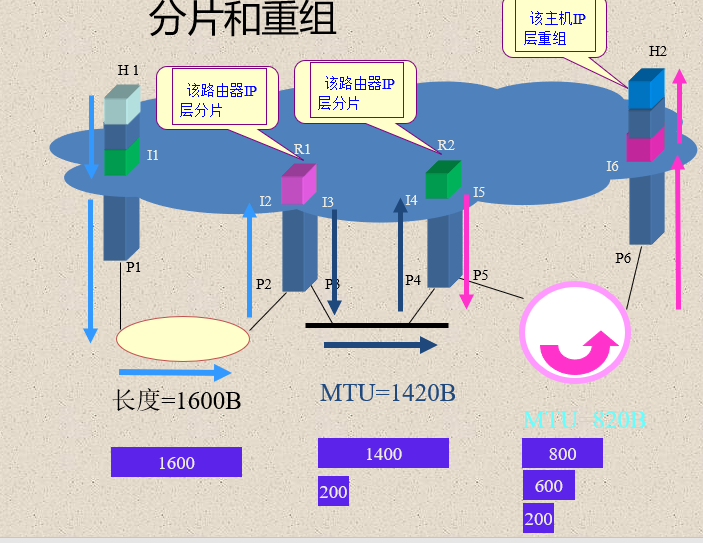 分片和重组
该主机IP
层重组
H 1
H2
该路由器IP
层分片
该路由器IP
层分片
R1
R2
I1
I2
I3
I4
I5
I6
P1
P2
P3
P4
P5
P6
长度=1600B
MTU=1420B
MTU=820B
1600
1400
200
800
600
200